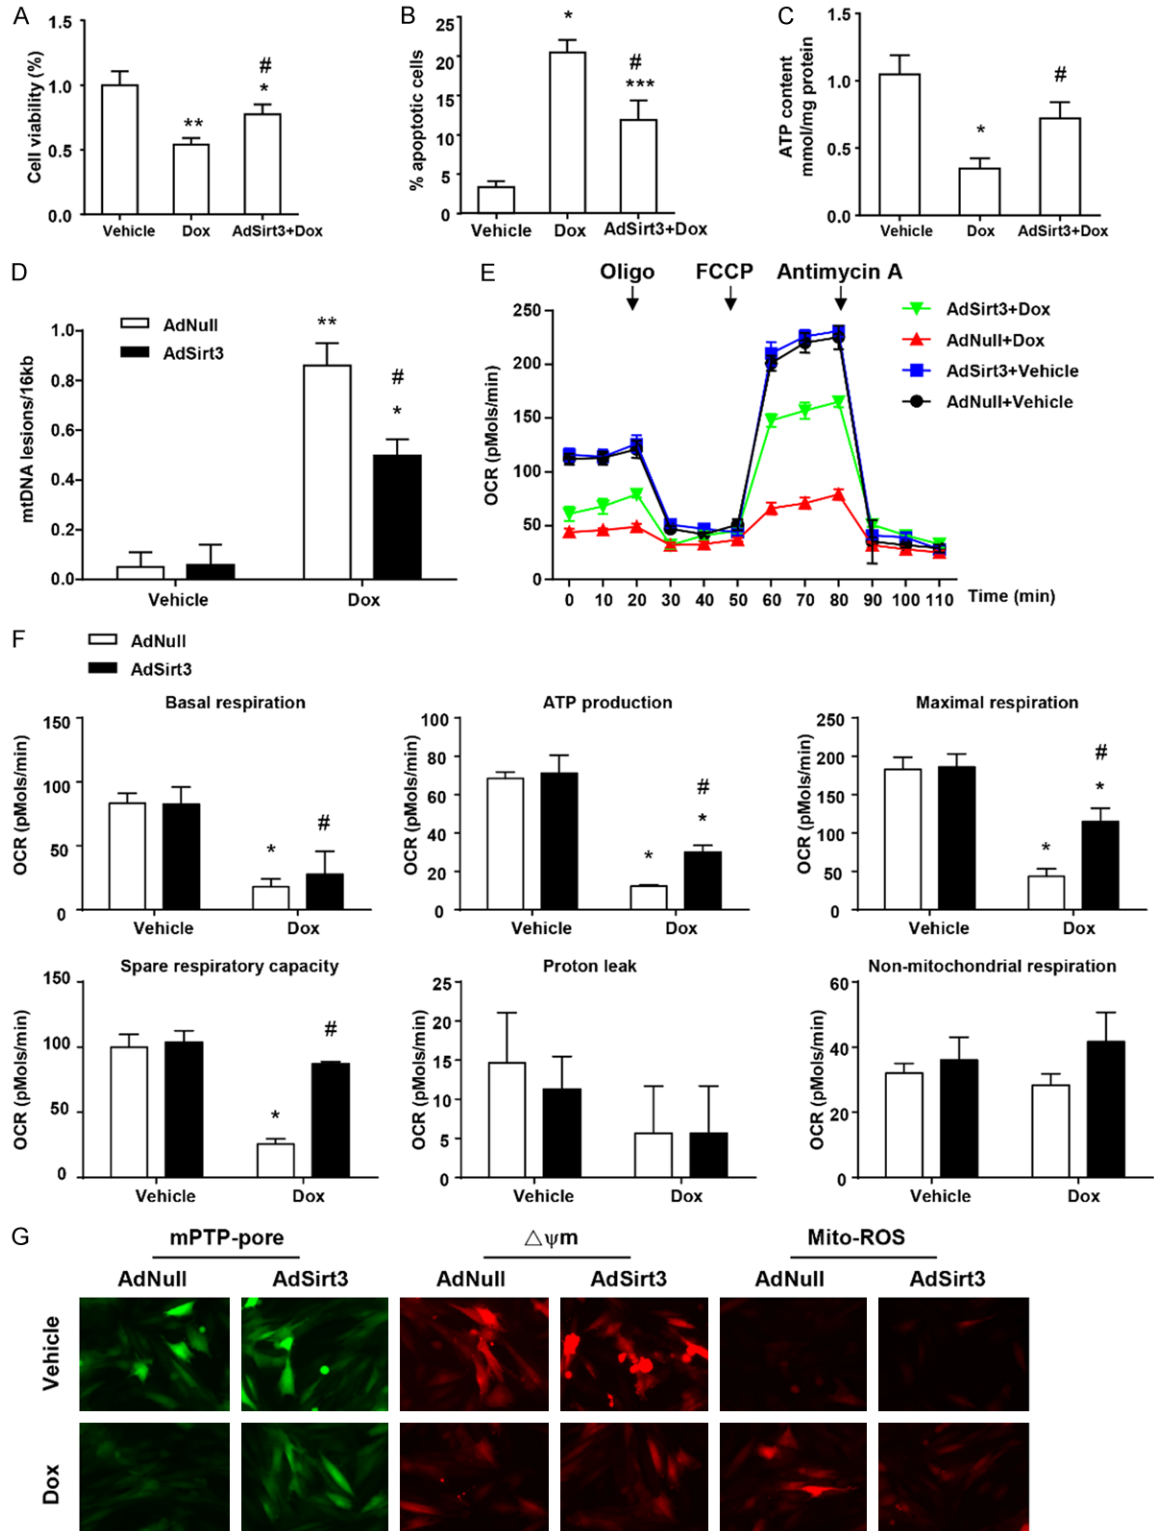 A
Cell viability (%)
1.5
1.0
0.5
0.0
**
#
*
Vehicle Dox AdSirt3+Dox
B
% apoptotic cells
25
20
15
10
5
0
*
#
***
Vehicle Dox AdSirt3+Dox
C
ATP content
mmol/mg protein
1.5
1.0
0.5
0.0
*
#
Vehicle Dox AdSirt3+Dox
D
AdNull
AdSirt3
mtDNA lesions/16kb
1.0
0.8
0.6
0.4
0.2
0.0
**
#
*
Vehicle Dox
E
Oligo FCCP Antimycin A
OCR (pMols/min)
250
200
150
100
50
0
0 10 20 30 40 50 60 70 80 90 100 110
Time (min)
AdSirt3+Dox
AdNull+Dox
AdSirt3+Vehicle
AdNull+Vehicle
F
AdNull
AdSirt3
Basal respiration
OCR (pMols/min)
150
100
50
0
*
#
Vehicle Dox
ATP production
OCR (pMols/min)
100
80
60
40
20
0
*
#
*
Vehicle Dox
Maximal respiration
OCR (pMols/min)
250
200
150
100
50
0
*
#
*
Vehicle Dox
Spare respiratory capacity
OCR (pMols/min)
150
100
50
0
*
#
Vehicle Dox
Proton leak
OCR (pMols/min)
25
20
15
10
5
0
Vehicle Dox
Non-mitochondrial respiration
OCR (pMols/min)
60
40
20
0
Vehicle Dox
G
mPTP-pore △ψm Mito-ROS
AdNull AdSirt3 AdNull AdSirt3 AdNull AdSirt3
Vehicle
Dox